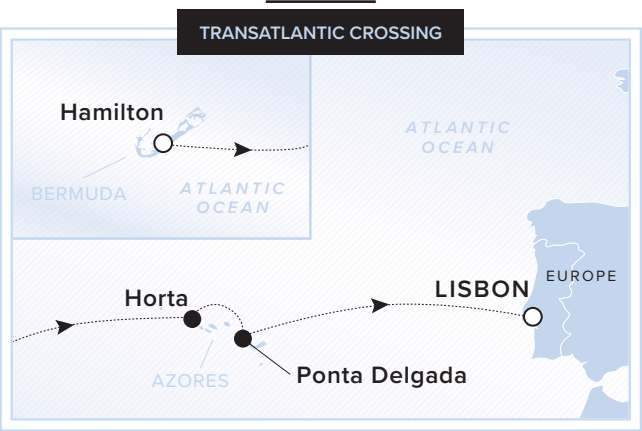 TRANSATLANTIC CROSSING
Hamilton
BERMUDA
ATLANTIC
OCEAN
ATLANTIC
OCEAN
EUROPE
LISBON
Horta
AZORES
Ponta Delgada